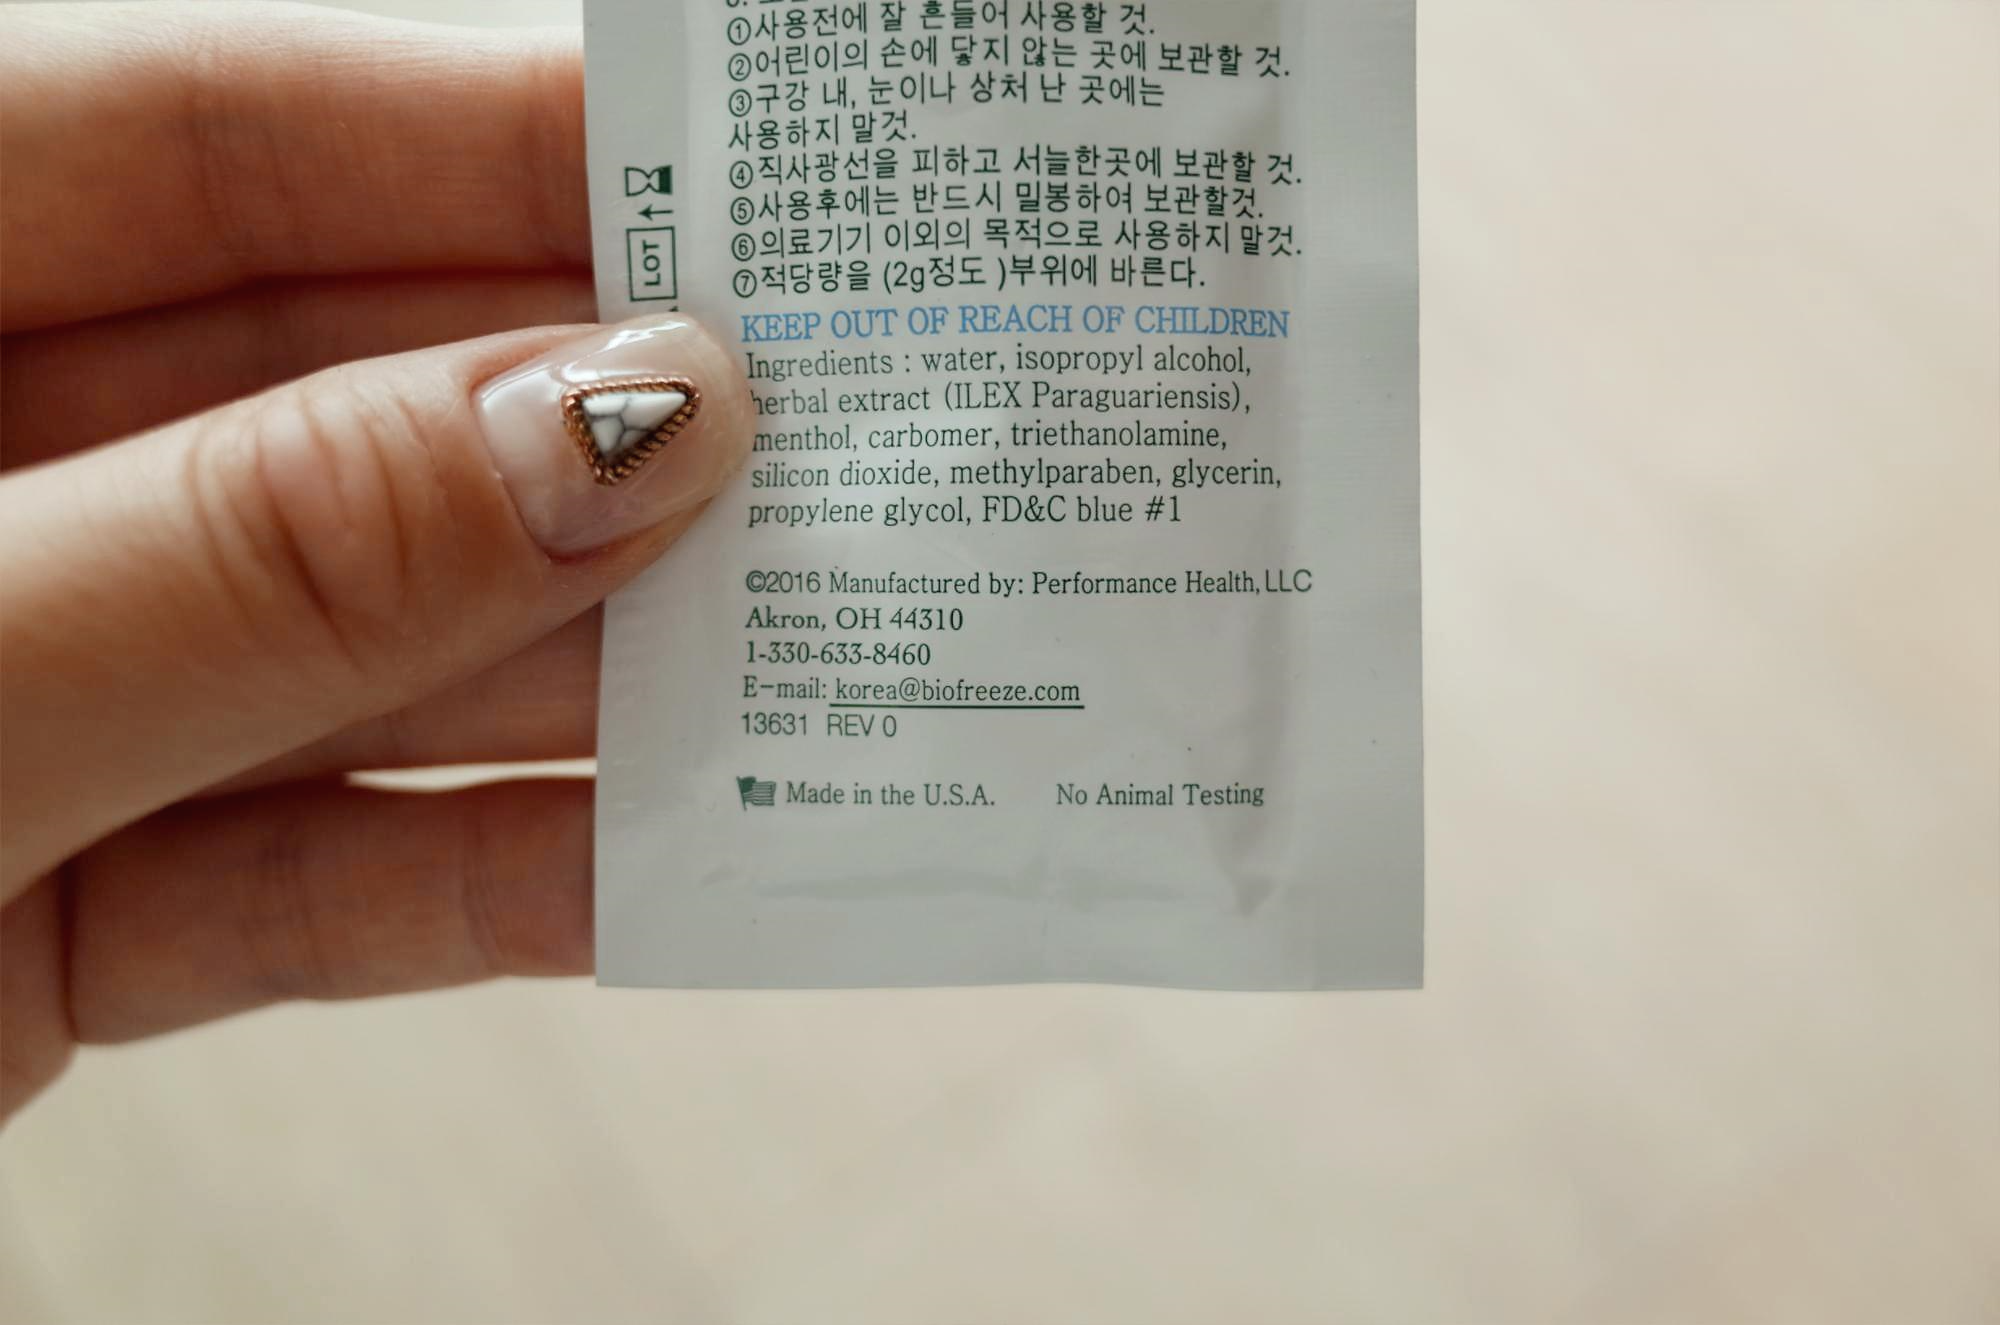 ①사용전에 잘 흔들어 사용할 것.
②어린이의 손에 닿지 않는 곳에 보관할 것.
③구강 내, 눈이나 상처 난 곳에는
사용하지 말것.
④직사광선을 피하고 서늘한곳에 보관할 것.
⑤사용후에는 반드시 밀봉하여 보관할것.
⑥의료기기 이외의 목적으로 사용하지 말것.
⑦적당량을 (2g정도 )부위에 바른다.
LOT
KEEP OUT OF REACH OF CHILDREN
Ingredients : water, isopropyl alcohol,
herbal extract (ILEX Paraguariensis),
menthol, carbomer, triethanolamine,
silicon dioxide, methylparaben, glycerin,
propylene glycol, FD&C blue #1
©2016 Manufactured by: Performance Health, LLC
Akron, OH 44310
1-330-633-8460
E-mail: korea@biofreeze.com
13631 REV 0
Made in the U.S.A. No Animal Testing